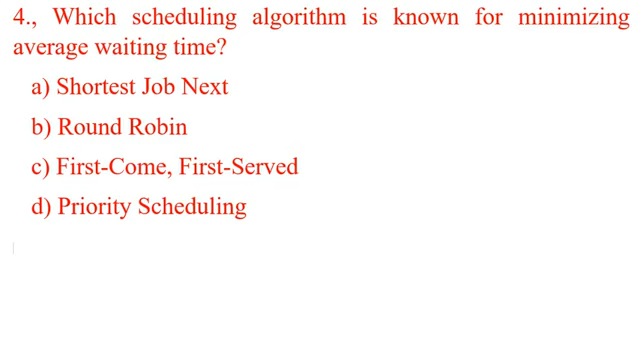 4., Which scheduling algorithm is known for minimizing
average waiting time?
a) Shortest Job Next
b) Round Robin
c) First-Come, First-Served
d) Priority Scheduling